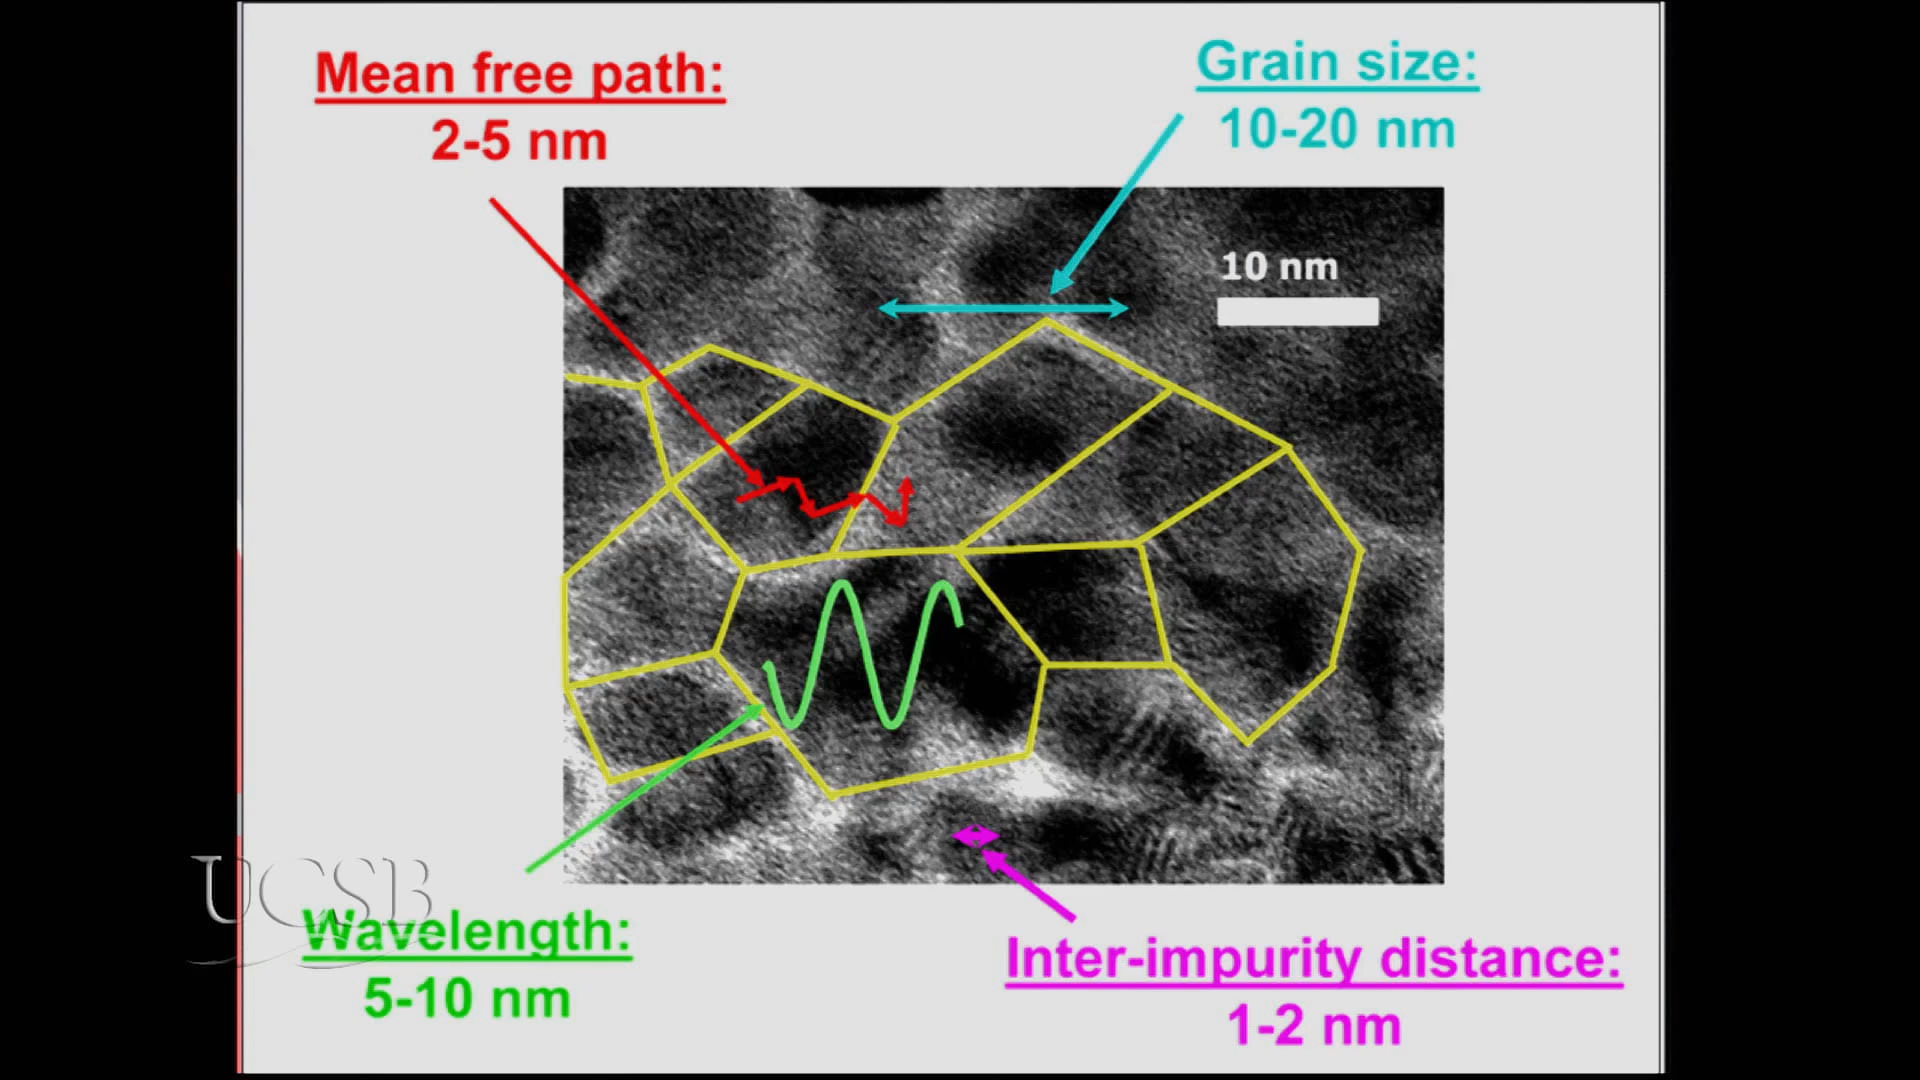 Mean free path:
2-5 nm
Grain size:
10-20 nm
10 nm
UCSB
Wavelength:
5-10 nm
Inter-impurity distance:
1-2 nm